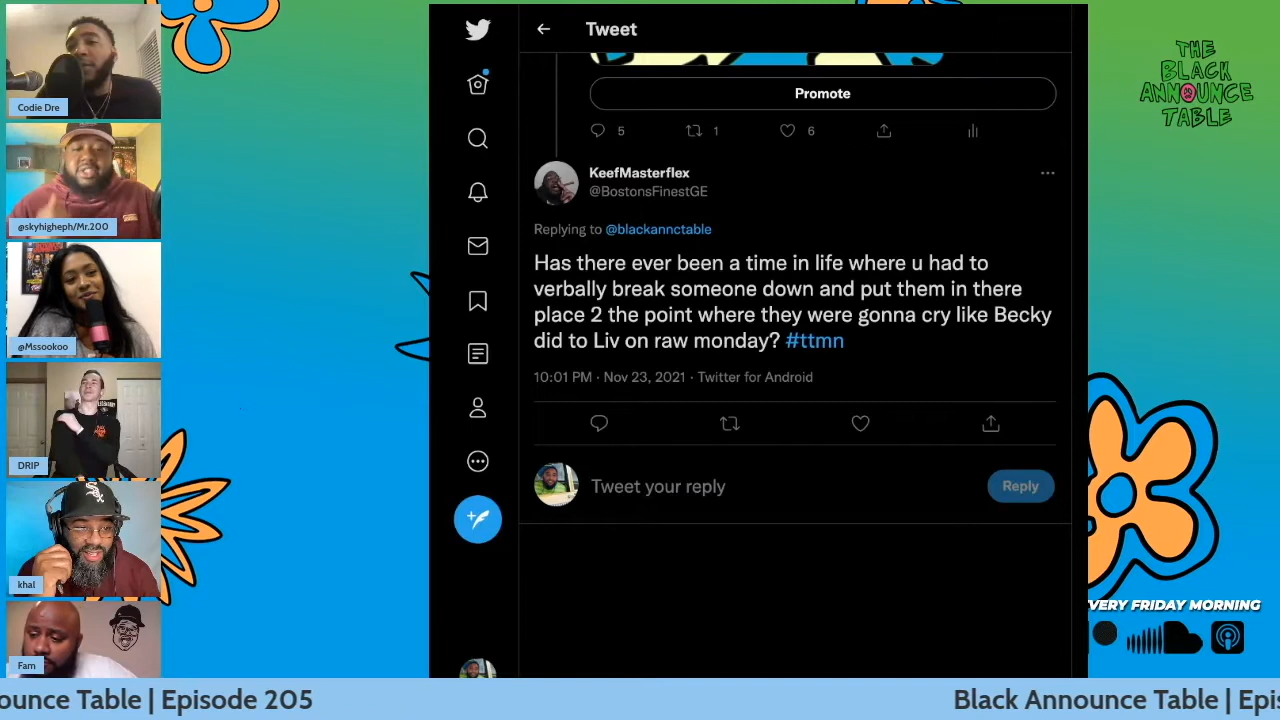 Codie Dre
@skyhigheph/Mr.200
@Mssookoo
DRIP
khal
Fam
Tweet
Promote
5
1
6
KeefMasterflex
@BostonsFinestGE
Replying to @blackannctable
Has there ever been a time in life where u had to
verbally break someone down and put them in there
place 2 the point where they were gonna cry like Becky
did to Liv on raw monday? #ttmn
10:01 PM · Nov 23, 2021 · Twitter for Android
Tweet your reply
Reply
THE
BLACK
ANNOUNCE
TABLE
EVERY FRIDAY MORNING
ounce Table | Episode 205
Black Announce Table | Epis